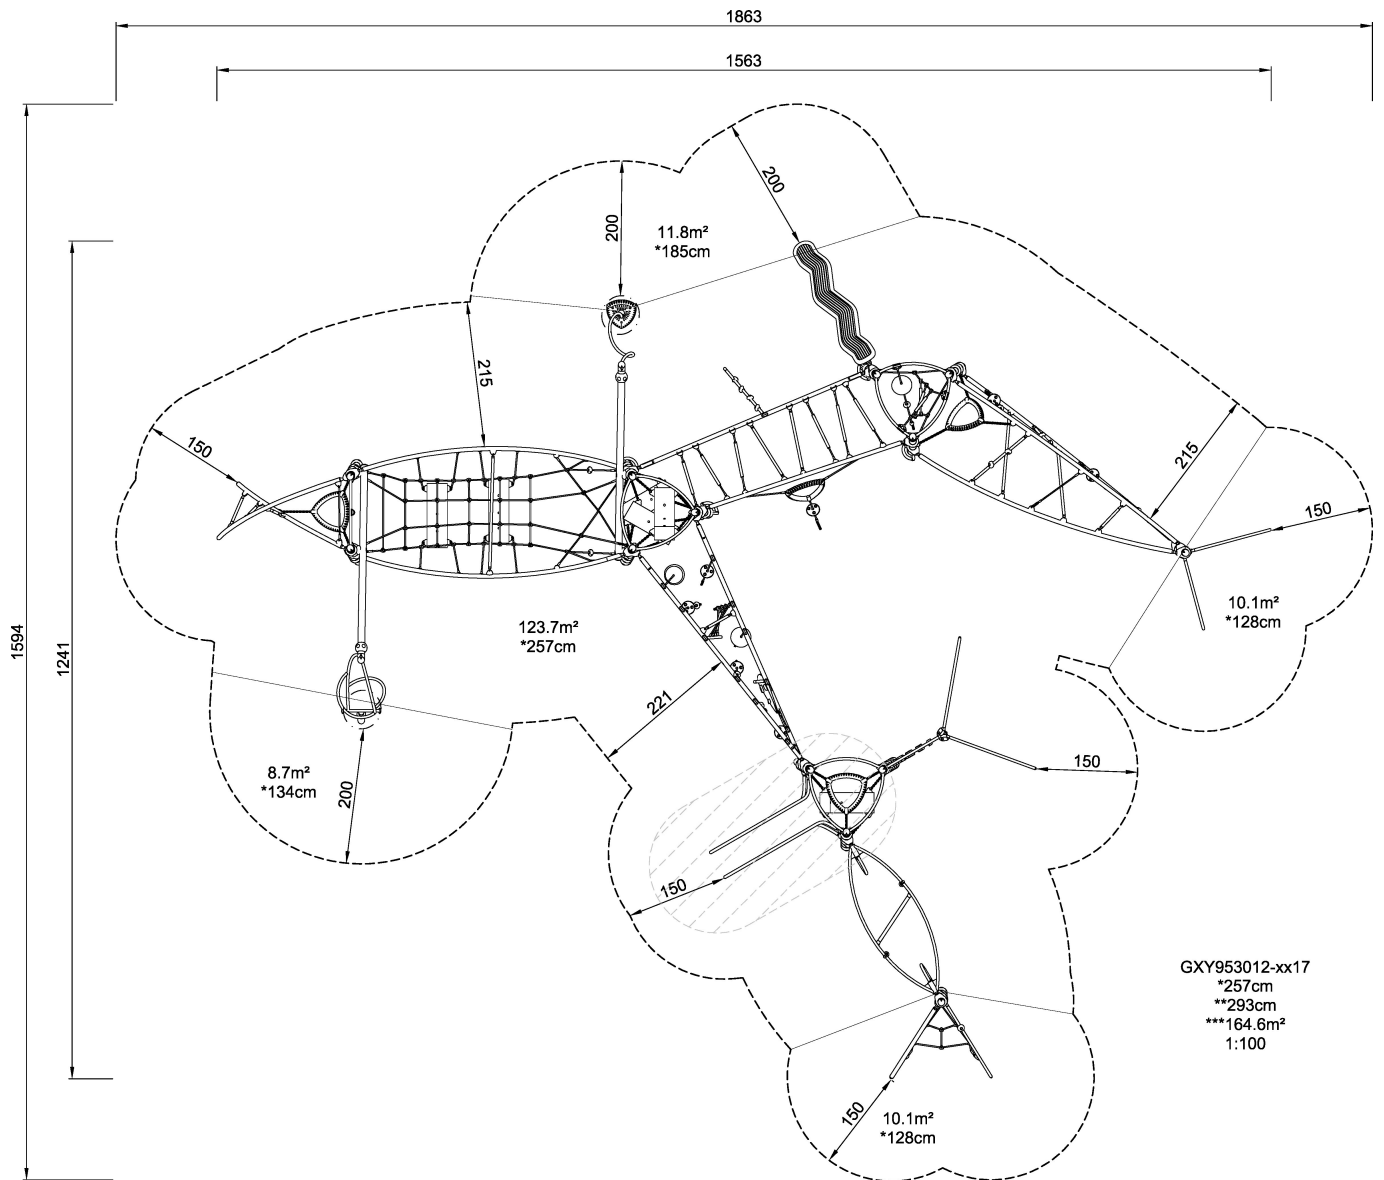 1863
1563
200
200
11.8m²
*185cm
215
150
215
150
10.1m²
*128cm
1594
1241
123.7m²
*257cm
221
150
8.7m²
*134cm
200
150
GXY953012-xx17
*257cm
**293cm
***164.6m²
1:100
150
10.1m²
*128cm